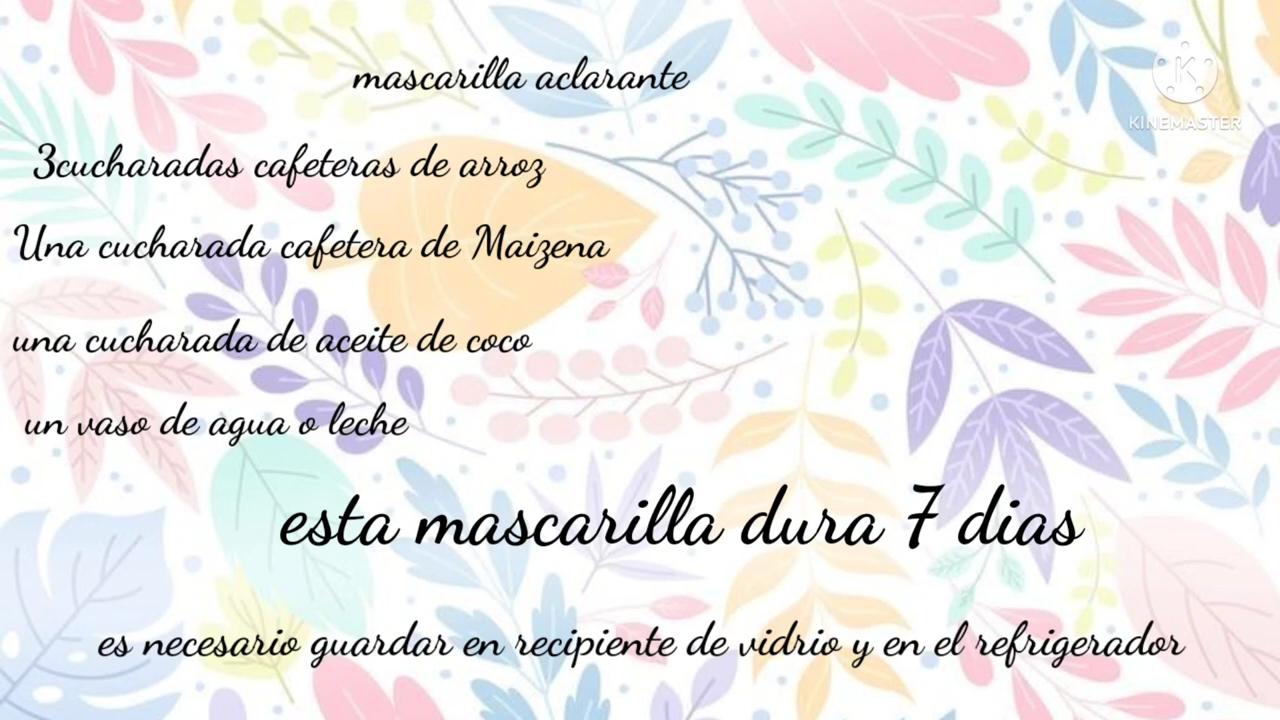 mascarilla aclarante
KINEMASTER
3cucharadas cafeteras de arroz
Una cucharada cafetera de Maizena
una cucharada de aceite de coco
un vaso de agua o leche
esta mascarilla dura 7 dias
es necesario guardar en recipiente de vidrio y en el refrigerador